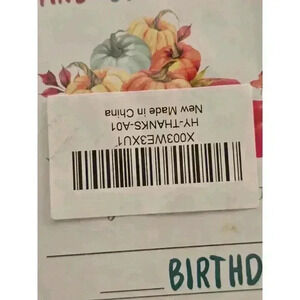 X003WE3XU1
HY-THANKS-A01
New Made in China
BIRTHD